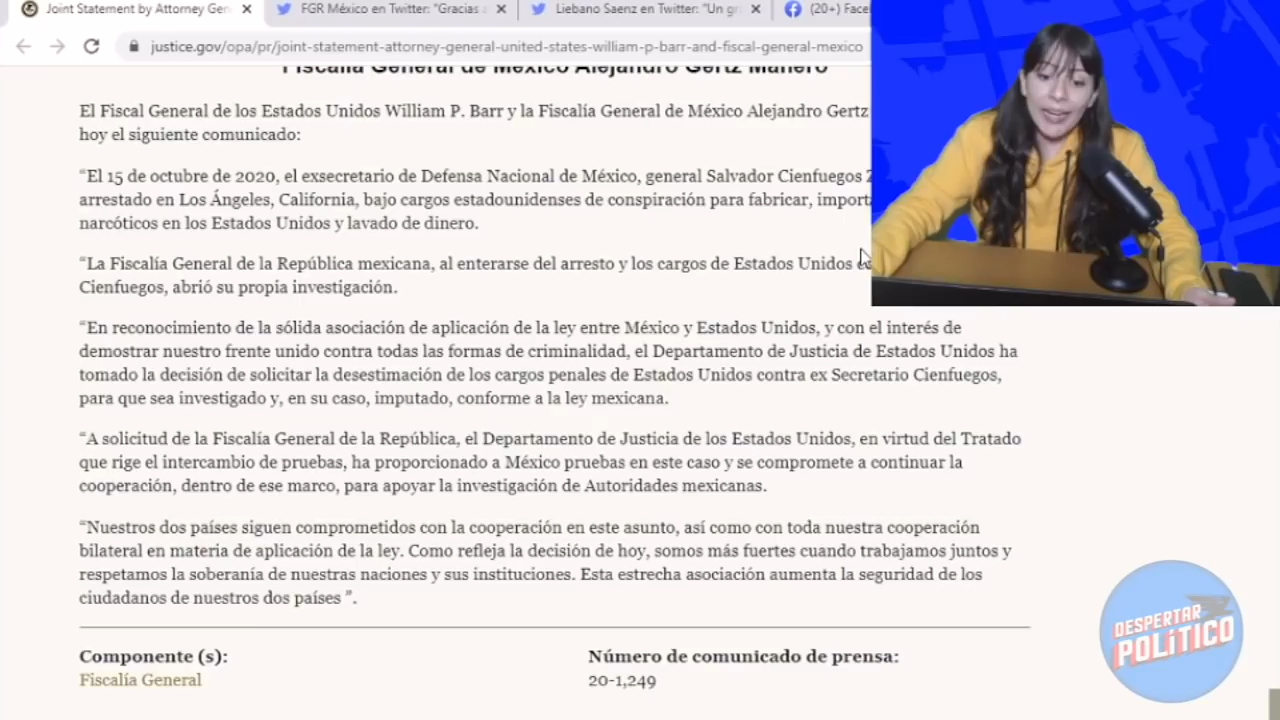 Joint Statement by Attorney Gen
FGR México en Twitter: "Gracias a
Liebano Saenz en Twitter: "Un gr
(20+) Face
justice.gov/opa/pr/joint-statement-attorney-general-united-states-william-p-barr-and-fiscal-general-mexico
Fiscalía General de México Alejandro Gertz Manero
El Fiscal General de los Estados Unidos William P. Barr y la Fiscalía General de México Alejandro Gertz
hoy el siguiente comunicado:
“El 15 de octubre de 2020, el exsecretario de Defensa Nacional de México, general Salvador Cienfuegos
arrestado en Los Ángeles, California, bajo cargos estadounidenses de conspiración para fabricar, importa
narcóticos en los Estados Unidos y lavado de dinero.
“La Fiscalía General de la República mexicana, al enterarse del arresto y los cargos de Estados Unidos
Cienfuegos, abrió su propia investigación.
“En reconocimiento de la sólida asociación de aplicación de la ley entre México y Estados Unidos, y con el interés de
demostrar nuestro frente unido contra todas las formas de criminalidad, el Departamento de Justicia de Estados Unidos ha
tomado la decisión de solicitar la desestimación de los cargos penales de Estados Unidos contra ex Secretario Cienfuegos,
para que sea investigado y, en su caso, imputado, conforme a la ley mexicana.
“A solicitud de la Fiscalía General de la República, el Departamento de Justicia de los Estados Unidos, en virtud del Tratado
que rige el intercambio de pruebas, ha proporcionado a México pruebas en este caso y se compromete a continuar la
cooperación, dentro de ese marco, para apoyar la investigación de Autoridades mexicanas.
“Nuestros dos países siguen comprometidos con la cooperación en este asunto, así como con toda nuestra cooperación
bilateral en materia de aplicación de la ley. Como refleja la decisión de hoy, somos más fuertes cuando trabajamos juntos y
respetamos la soberanía de nuestras naciones y sus instituciones. Esta estrecha asociación aumenta la seguridad de los
ciudadanos de nuestros dos países ”.
Componente (s):
Fiscalía General
Número de comunicado de prensa:
20-1,249
DESPERTAR
POLÍTICO